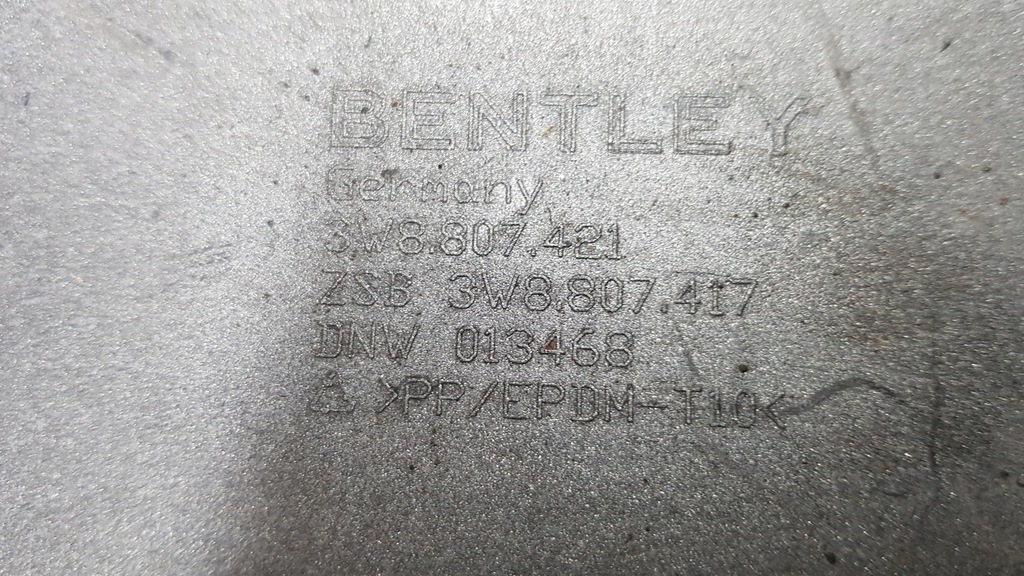 BENTLEY
Germany
3W8.807.421
ZSB 3W8.807.417
DNW 013468
>PP/EPDM-T10<